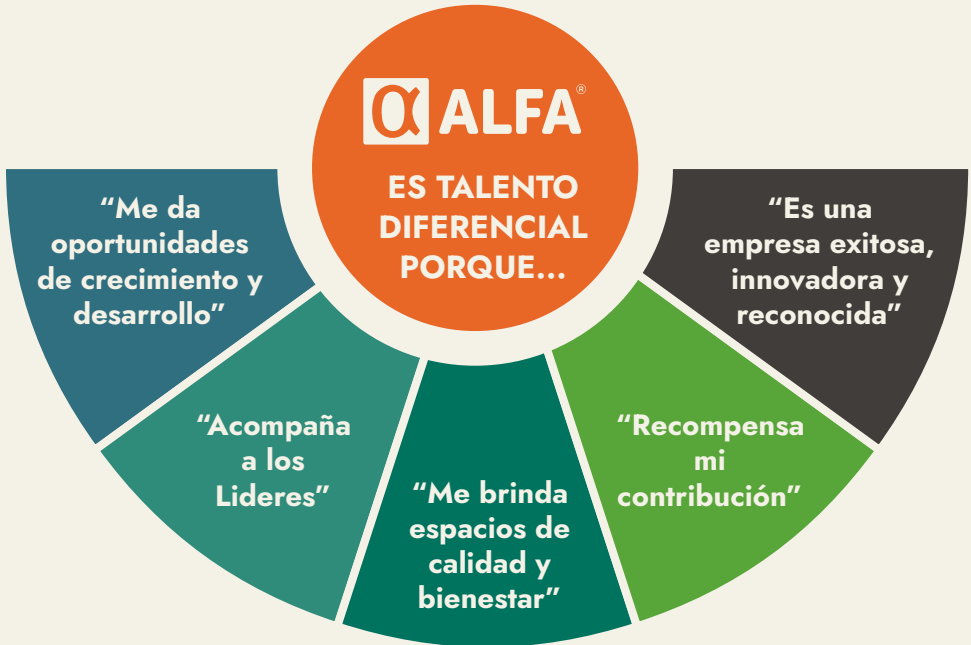 α ALFA®
ES TALENTO
DIFERENCIAL
PORQUE...
“Me da
oportunidades
de crecimiento y
desarrollo”
“Acompaña
a los
Lideres”
“Me brinda
espacios de
calidad y
bienestar”
“Recompensa
mi
contribución”
“Es una
empresa exitosa,
innovadora y
reconocida”